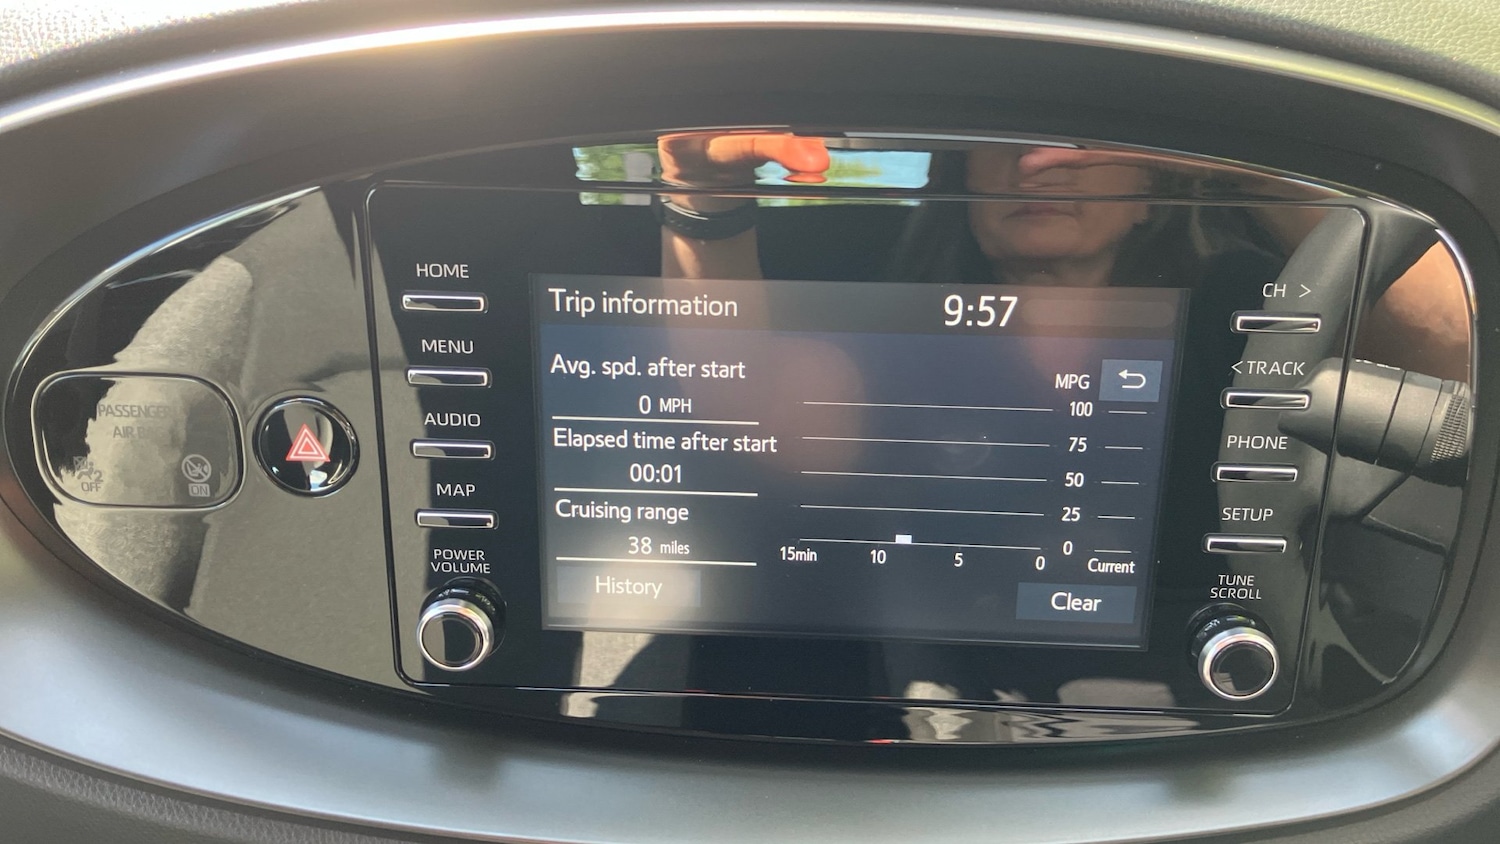 HOME
MENU
AUDIO
MAP
POWER
VOLUME
PASSENGER
AIR
OFF
ON
Trip information
9:57
Avg. spd. after start
0 MPH
Elapsed time after start
00:01
Cruising range
38 miles
History
MPG
100
75
50
25
0
15min 10 5 0 Current
Clear
CH >
< TRACK
PHONE
SETUP
TUNE
SCROLL